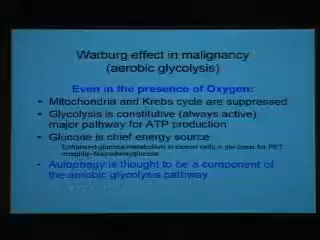 Warburg effect in malignancy
(aerobic glycolysis)
Even in the presence of Oxygen:
• Mitochondria and Krebs cycle are suppressed
• Glycolysis is constitutive (always active)
major pathway for ATP production
• Glucose is chief energy source
Enhanced glucose metabolism in cancer cells is the basis for PET
imaging-fluorodeoxyglucose
• Autophagy is thought to be a component of
the aerobic glycolysis pathway